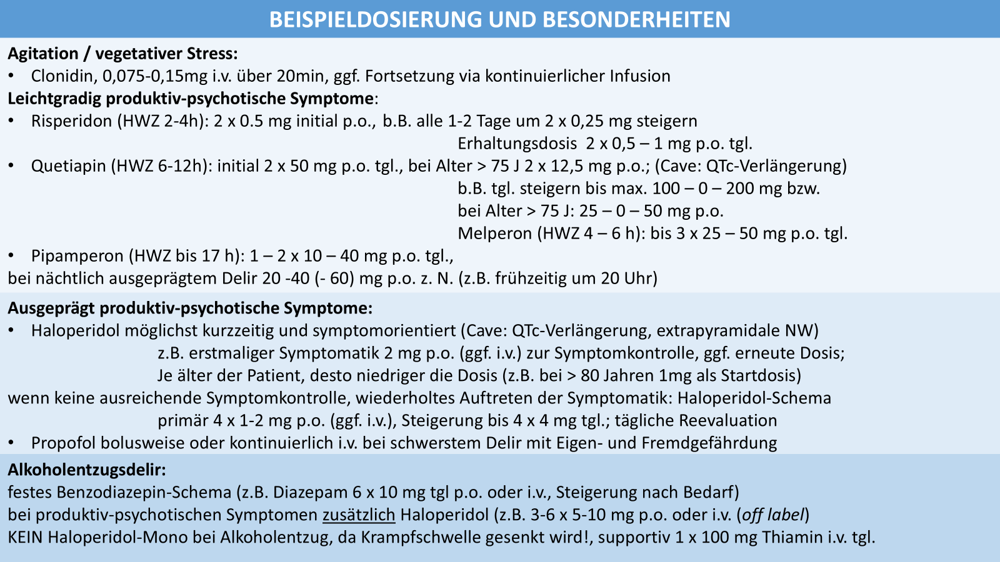 BEISPIELDOSIERUNG UND BESONDERHEITEN
Agitation / vegetativer Stress:
• Clonidin, 0,075-0,15mg i.v. über 20min, ggf. Fortsetzung via kontinuierlicher Infusion
Leichtgradig produktiv-psychotische Symptome:
• Risperidon (HWZ 2-4h): 2 x 0.5 mg initial p.o., b.B. alle 1-2 Tage um 2 x 0,25 mg steigern
Erhaltungsdosis 2 x 0,5 – 1 mg p.o. tgl.
• Quetiapin (HWZ 6-12h): initial 2 x 50 mg p.o. tgl., bei Alter > 75 J 2 x 12,5 mg p.o.; (Cave: QTc-Verlängerung)
b.B. tgl. steigern bis max. 100 – 0 – 200 mg bzw.
bei Alter > 75 J: 25 – 0 – 50 mg p.o.
Melperon (HWZ 4 – 6 h): bis 3 x 25 – 50 mg p.o. tgl.
• Pipamperon (HWZ bis 17 h): 1 – 2 x 10 – 40 mg p.o. tgl.,
bei nächtlich ausgeprägtem Delir 20 -40 (- 60) mg p.o. z. N. (z.B. frühzeitig um 20 Uhr)
Ausgeprägt produktiv-psychotische Symptome:
• Haloperidol möglichst kurzzeitig und symptomorientiert (Cave: QTc-Verlängerung, extrapyramidale NW)
z.B. erstmaliger Symptomatik 2 mg p.o. (ggf. i.v.) zur Symptomkontrolle, ggf. erneute Dosis;
Je älter der Patient, desto niedriger die Dosis (z.B. bei > 80 Jahren 1mg als Startdosis)
wenn keine ausreichende Symptomkontrolle, wiederholtes Auftreten der Symptomatik: Haloperidol-Schema
primär 4 x 1-2 mg p.o. (ggf. i.v.), Steigerung bis 4 x 4 mg tgl.; tägliche Reevaluation
• Propofol bolusweise oder kontinuierlich i.v. bei schwerstem Delir mit Eigen- und Fremdgefährdung
Alkoholentzugsdelir:
festes Benzodiazepin-Schema (z.B. Diazepam 6 x 10 mg tgl p.o. oder i.v., Steigerung nach Bedarf)
bei produktiv-psychotischen Symptomen zusätzlich Haloperidol (z.B. 3-6 x 5-10 mg p.o. oder i.v. (off label)
KEIN Haloperidol-Mono bei Alkoholentzug, da Krampfschwelle gesenkt wird!, supportiv 1 x 100 mg Thiamin i.v. tgl.